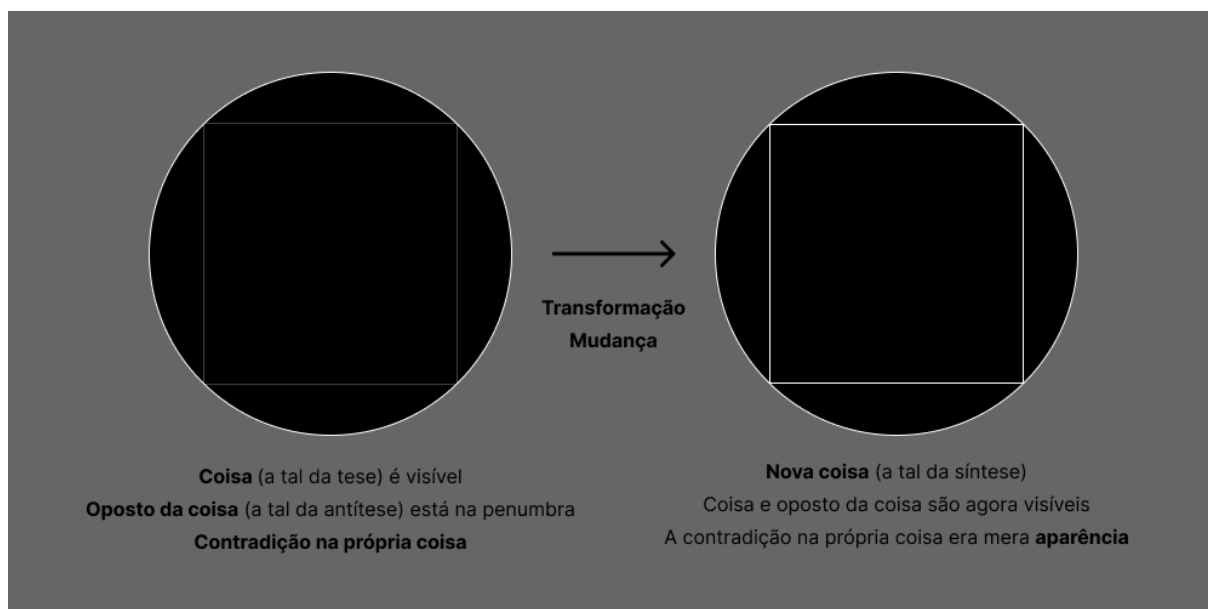 Transformação
Mudança
Coisa (a tal da tese) é visível
Oposto da coisa (a tal da antítese) está na penumbra
Contradição na própria coisa
Nova coisa (a tal da síntese)
Coisa e oposto da coisa são agora visíveis
A contradição na própria coisa era mera aparência